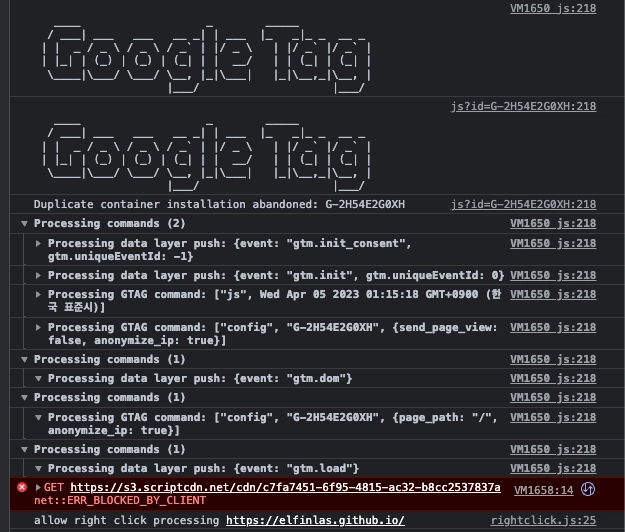 VM1650 js:218
Google Tag
js?id=G-2H54E2G0XH:218
Google Tag
Duplicate container installation abandoned: G-2H54E2G0XH js?id=G-2H54E2G0XH:218
Processing commands (2) VM1650 js:218
Processing data layer push: {event: "gtm.init_consent", VM1650 js:218
gtm.uniqueEventId: -1}
Processing data layer push: {event: "gtm.init", gtm.uniqueEventId: 0} VM1650 js:218
Processing GTAG command: ["js", Wed Apr 05 2023 01:15:18 GMT+0900 (한 VM1650 js:218
국 표준시)]
Processing GTAG command: ["config", "G-2H54E2G0XH", {send_page_view: VM1650 js:218
false, anonymize_ip: true}]
Processing commands (1) VM1650 js:218
Processing data layer push: {event: "gtm.dom"} VM1650 js:218
Processing commands (1) VM1650 js:218
Processing GTAG command: ["config", "G-2H54E2G0XH", {page_path: "/", VM1650 js:218
anonymize_ip: true}]
Processing commands (1) VM1650 js:218
Processing data layer push: {event: "gtm.load"} VM1650 js:218
GET https://s3.scriptcdn.net/cdn/c7fa7451-6f95-4815-ac32-b8cc2537837a VM1658:14
net::ERR_BLOCKED_BY_CLIENT
allow right click processing https://elfinlas.github.io/ rightclick.js:25